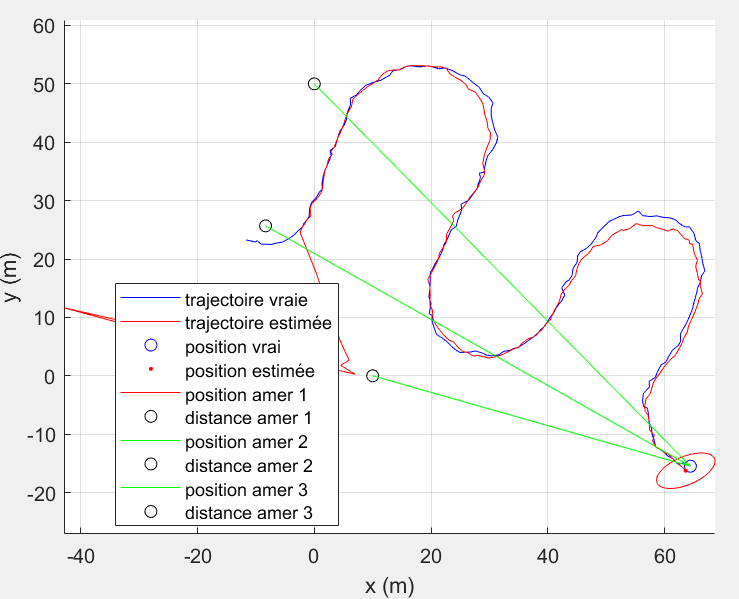 60
50
40
30
20
10
0
-10
-20
y (m)
trajectoire vraie
trajectoire estimée
position vrai
position estimée
position amer 1
distance amer 1
position amer 2
distance amer 2
position amer 3
distance amer 3
-40 -20 0 20 40 60
x (m)